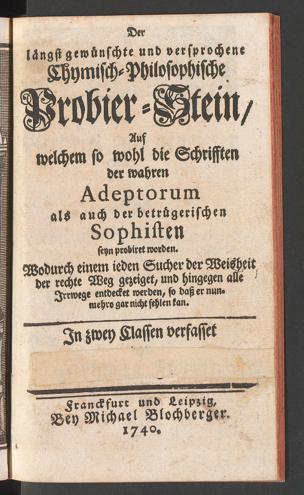 Der
längst gewünschte und versprochene
Chymisch-Philosophische
Probier-Stein/
Auf
welchem so wohl die Schrifften
der wahren
Adeptorum
als auch der betrügerischen
Sophisten
seyn probiret worden.
Wodurch einem ieden Sucher der Weisheit
der rechte Weg gezeiget, und hingegen alle
Irrwege entdecket werden, so daß er nun-
mehro gar nicht fehlen kan.
In zwey Classen verfasset
Franckfurt und Leipzig,
Bey Michael Blochberger.
1740.